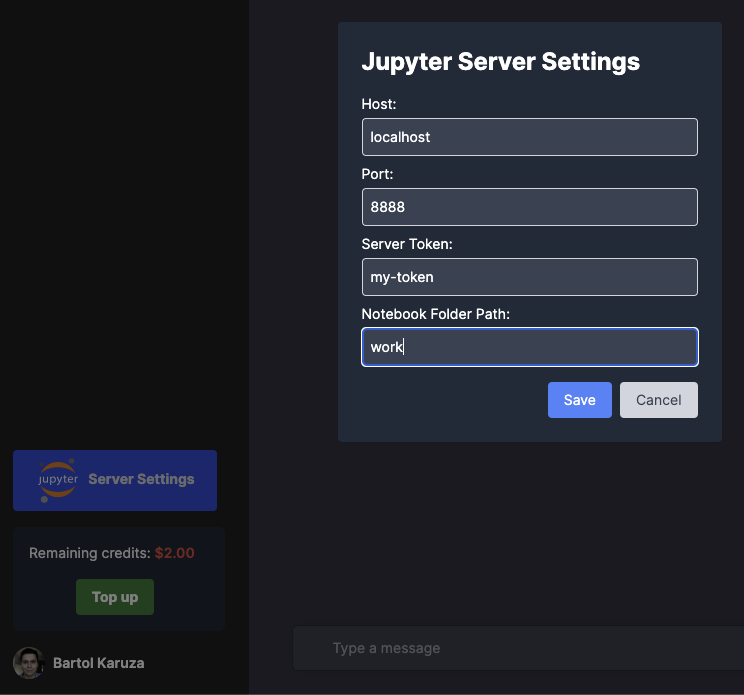 Jupyter Server Settings
Host:
localhost
Port:
8888
Server Token:
my-token
Notebook Folder Path:
work
Save Cancel
jupyter Server Settings
Remaining credits: $2.00
Top up
Bartol Karuza
Type a message